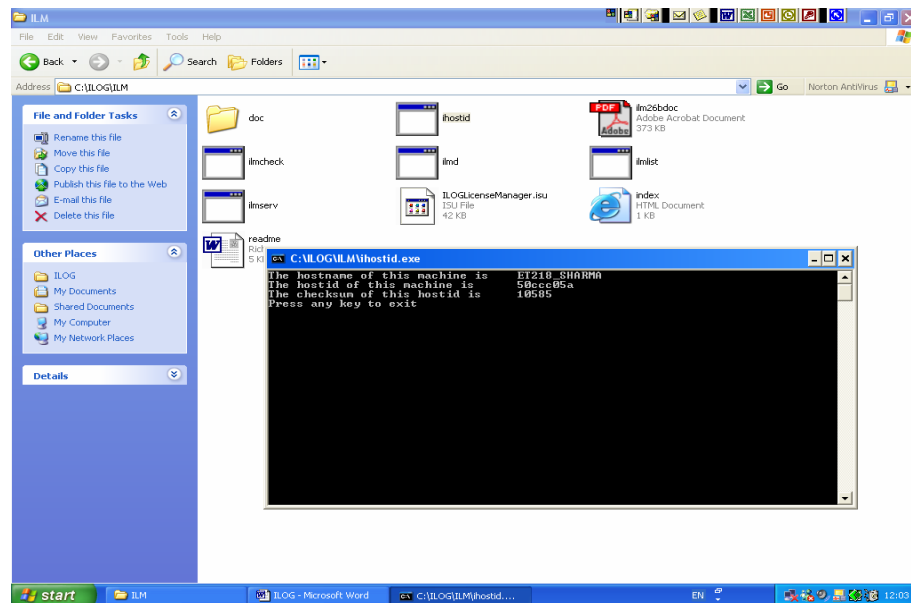 ILM
File Edit View Favorites Tools Help
Back Search Folders
Address C:\ILOG\ILM Go Norton AntiVirus
File and Folder Tasks
Rename this file
Move this file
Copy this file
Publish this file to the Web
E-mail this file
Delete this file
Other Places
ILOG
My Documents
Shared Documents
My Computer
My Network Places
Details
doc
ihostid
PDF
Adobe
ilm26bdoc
Adobe Acrobat Document
373 KB
ilmcheck
ilmd
ilmlist
ilmserv
ILOGLicenseManager.isu
ISU File
42 KB
index
HTML Document
1 KB
readme
Rich
5 K
C:\ILOG\ILM\ihostid.exe
The hostname of this machine is ET218_SHARMA
The hostid of this machine is 50ccc05a
The checksum of this hostid is 10585
Press any key to exit
start ILM ILOG - Microsoft Word C:\ILOG\ILM\ihostid.... EN 12:03